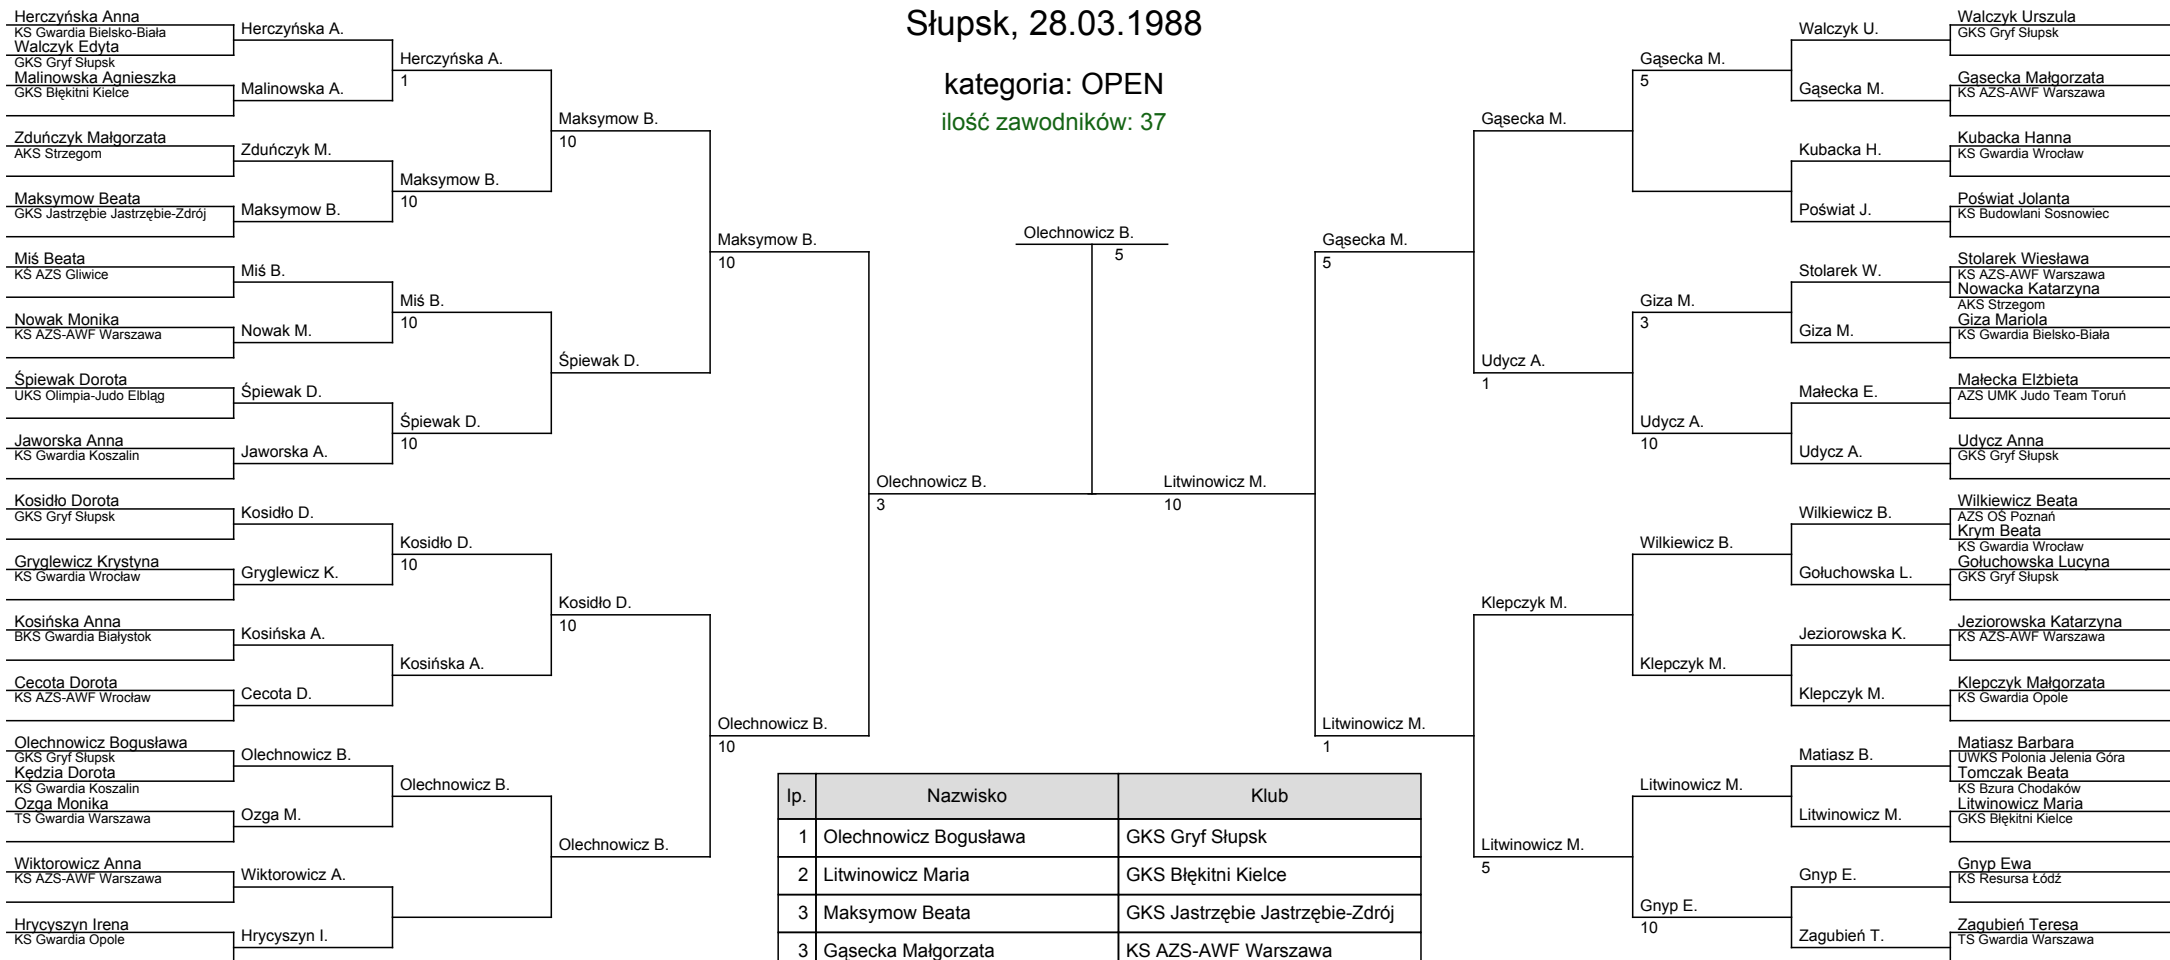 Słupsk, 28.03.1988
kategoria: OPEN
ilość zawodników: 37
Herczyńska Anna
KS Gwardia Bielsko-Biała
Walczyk Edyta
GKS Gryf Słupsk
Malinowska Agnieszka
GKS Błękitni Kielce
Zduńczyk Małgorzata
AKS Strzegom
Maksymow Beata
GKS Jastrzębie Jastrzębie-Zdrój
Miś Beata
KS AZS Gliwice
Nowak Monika
KS AZS-AWF Warszawa
Śpiewak Dorota
UKS Olimpia-Judo Elbląg
Jaworska Anna
KS Gwardia Koszalin
Kosidło Dorota
GKS Gryf Słupsk
Gryglewicz Krystyna
KS Gwardia Wrocław
Kosińska Anna
BKS Gwardia Białystok
Cecota Dorota
KS AZS-AWF Wrocław
Olechnowicz Bogusława
GKS Gryf Słupsk
Kędzia Dorota
KS Gwardia Koszalin
Ozga Monika
TS Gwardia Warszawa
Wiktorowicz Anna
KS AZS-AWF Warszawa
Hrycyszyn Irena
KS Gwardia Opole
Herczyńska A.
Malinowska A.
Zduńczyk M.
Maksymow B.
Miś B.
Nowak M.
Śpiewak D.
Jaworska A.
Kosidło D.
Gryglewicz K.
Kosińska A.
Cecota D.
Olechnowicz B.
Ozga M.
Wiktorowicz A.
Hrycyszyn I.
Herczyńska A.
1
Maksymow B.
10
Miś B.
10
Śpiewak D.
10
Kosidło D.
10
Kosińska A.
Olechnowicz B.
Maksymow B.
10
Śpiewak D.
Kosidło D.
10
Olechnowicz B.
Maksymow B.
10
Olechnowicz B.
10
Olechnowicz B.
3
Olechnowicz B.
5
Litwinowicz M.
10
Gąsecka M.
5
Litwinowicz M.
1
Gąsecka M.
Udycz A.
1
Klepczyk M.
Litwinowicz M.
5
Gąsecka M.
5
Giza M.
3
Udycz A.
10
Wilkiewicz B.
Klepczyk M.
Litwinowicz M.
Gnyp E.
10
Walczyk U.
Gąsecka M.
Kubacka H.
Poświat J.
Stolarek W.
Giza M.
Małecka E.
Udycz A.
Wilkiewicz B.
Gołuchowska L.
Jeziorowska K.
Klepczyk M.
Matiasz B.
Litwinowicz M.
Gnyp E.
Zagubień T.
Walczyk Urszula
GKS Gryf Słupsk
Gąsecka Małgorzata
KS AZS-AWF Warszawa
Kubacka Hanna
KS Gwardia Wrocław
Poświat Jolanta
KS Budowlani Sosnowiec
Stolarek Wiesława
KS AZS-AWF Warszawa
Nowacka Katarzyna
AKS Strzegom
Giza Mariola
KS Gwardia Bielsko-Biała
Małecka Elżbieta
AZS UMK Judo Team Toruń
Udycz Anna
GKS Gryf Słupsk
Wilkiewicz Beata
AZS OŚ Poznań
Krym Beata
KS Gwardia Wrocław
Gołuchowska Lucyna
GKS Gryf Słupsk
Jeziorowska Katarzyna
KS AZS-AWF Warszawa
Klepczyk Małgorzata
KS Gwardia Opole
Matiasz Barbara
UWKS Polonia Jelenia Góra
Tomczak Beata
KS Bzura Chodaków
Litwinowicz Maria
GKS Błękitni Kielce
Gnyp Ewa
KS Resursa Łódź
Zagubień Teresa
TS Gwardia Warszawa
lp. Nazwisko Klub
1 Olechnowicz Bogusława GKS Gryf Słupsk
2 Litwinowicz Maria GKS Błękitni Kielce
3 Maksymow Beata GKS Jastrzębie Jastrzębie-Zdrój
3 Gąsecka Małgorzata KS AZS-AWF Warszawa